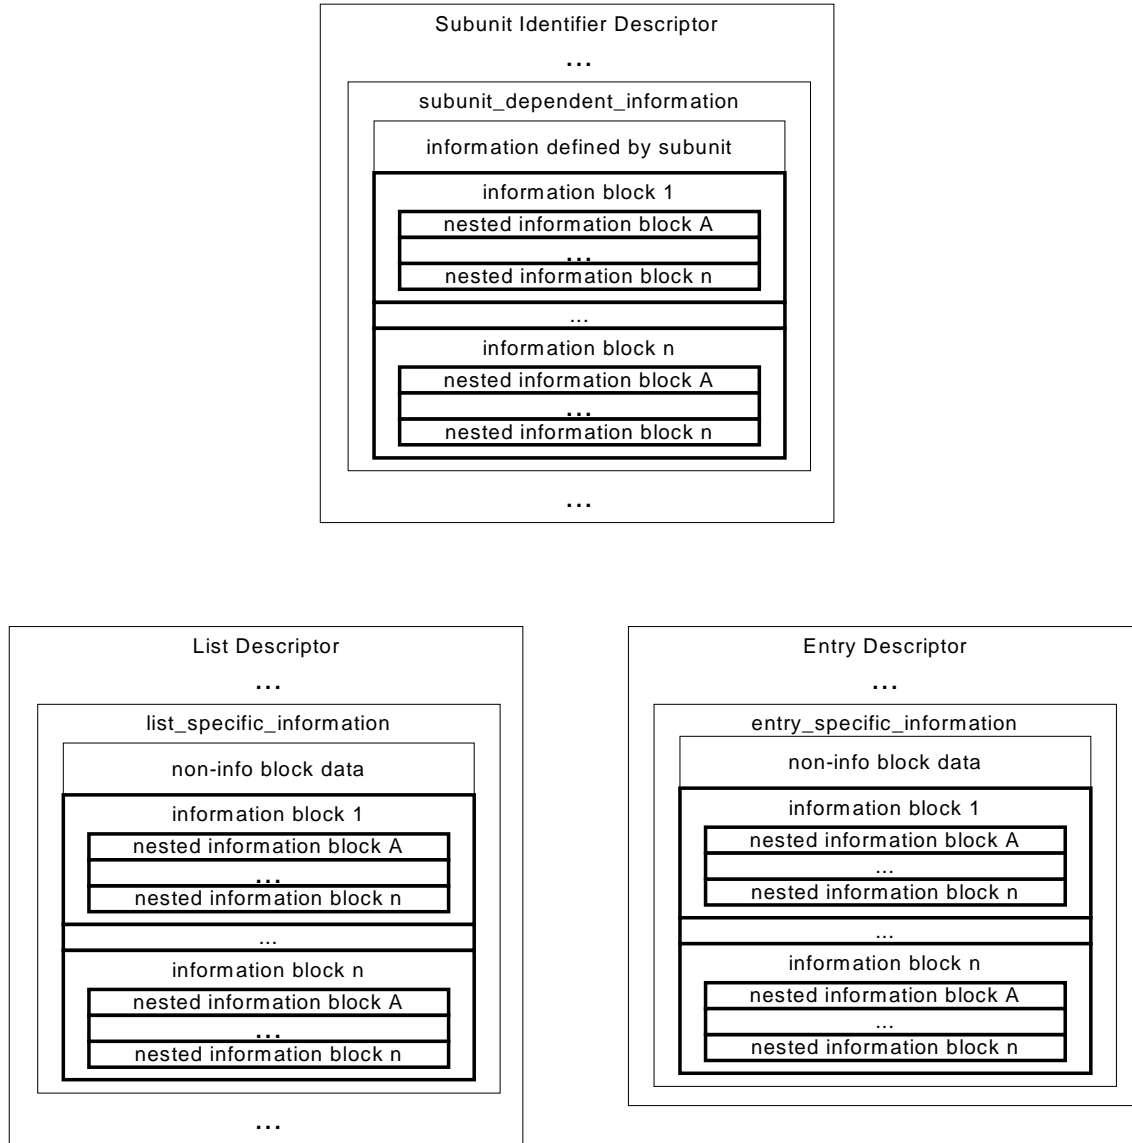 Subunit Identifier Descriptor
...
subunit_dependent_information
information defined by subunit
information block 1
nested information block A
...
nested information block n
...
information block n
nested information block A
...
nested information block n
...
List Descriptor
...
list_specific_information
non-info block data
information block 1
nested information block A
...
nested information block n
...
information block n
nested information block A
...
nested information block n
...
Entry Descriptor
...
entry_specific_information
non-info block data
information block 1
nested information block A
...
nested information block n
...
information block n
nested information block A
...
nested information block n